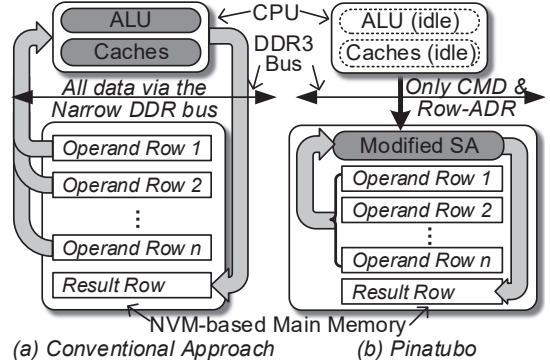 ALU
Caches
CPU
ALU (idle)
Caches (idle)
DDR3
Bus
All data via the
Narrow DDR bus
Only CMD &
Row-ADR
Operand Row 1
Operand Row 2
...
Operand Row n
Result Row
Modified SA
Operand Row 1
Operand Row 2
...
Operand Row n
Result Row
NVM-based Main Memory
(a) Conventional Approach
(b) Pinatubo